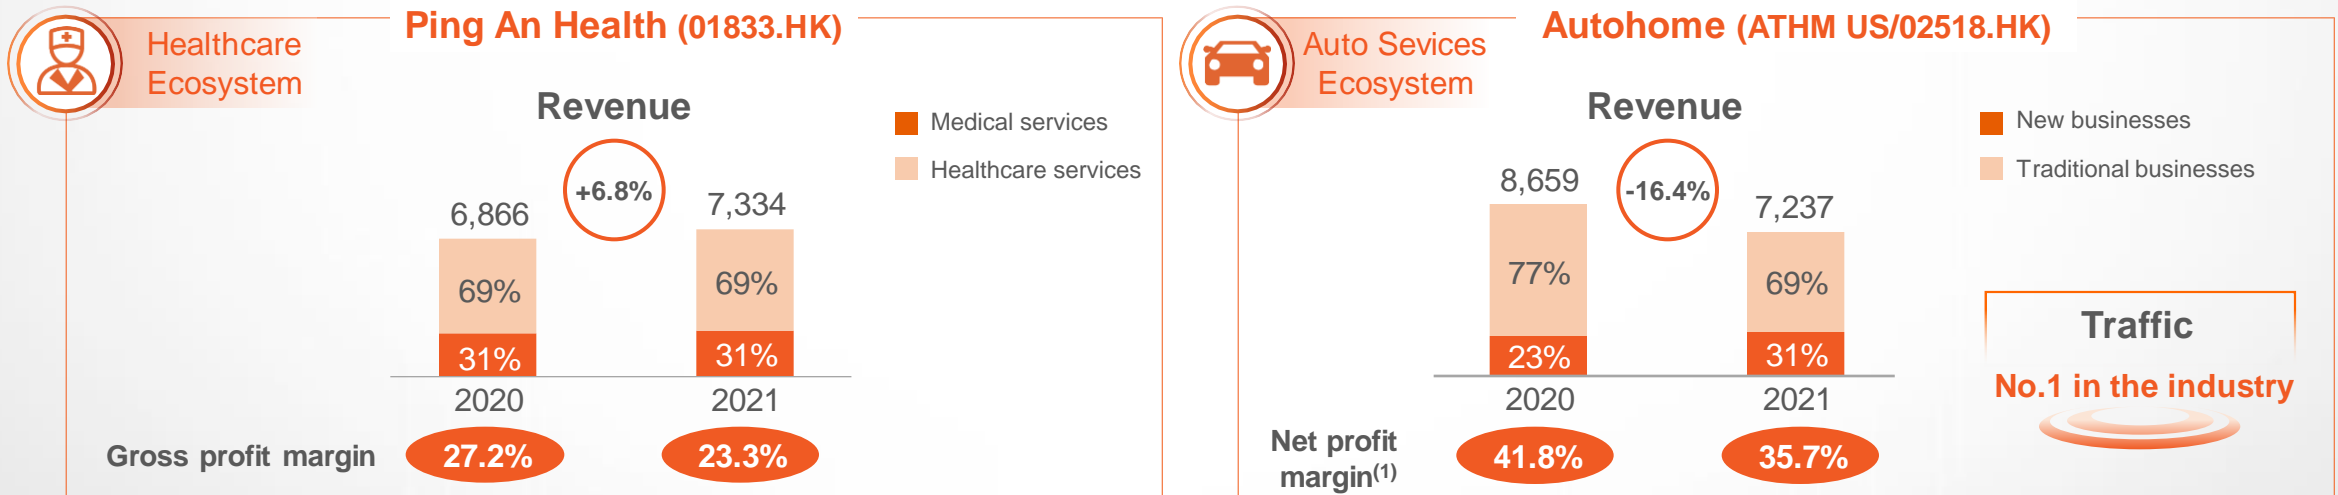 Healthcare
Ecosystem
Ping An Health (01833.HK)
Revenue
Medical services
Healthcare services
+6.8%
6,866
7,334
69%
69%
31%
31%
2020
2021
Gross profit margin
27.2%
23.3%
Auto Sevices
Ecosystem
Autohome (ATHM US/02518.HK)
Revenue
New businesses
Traditional businesses
8,659
-16.4%
7,237
77%
69%
23%
31%
2020
2021
Net profit
margin(1)
41.8%
35.7%
Traffic
No.1 in the industry